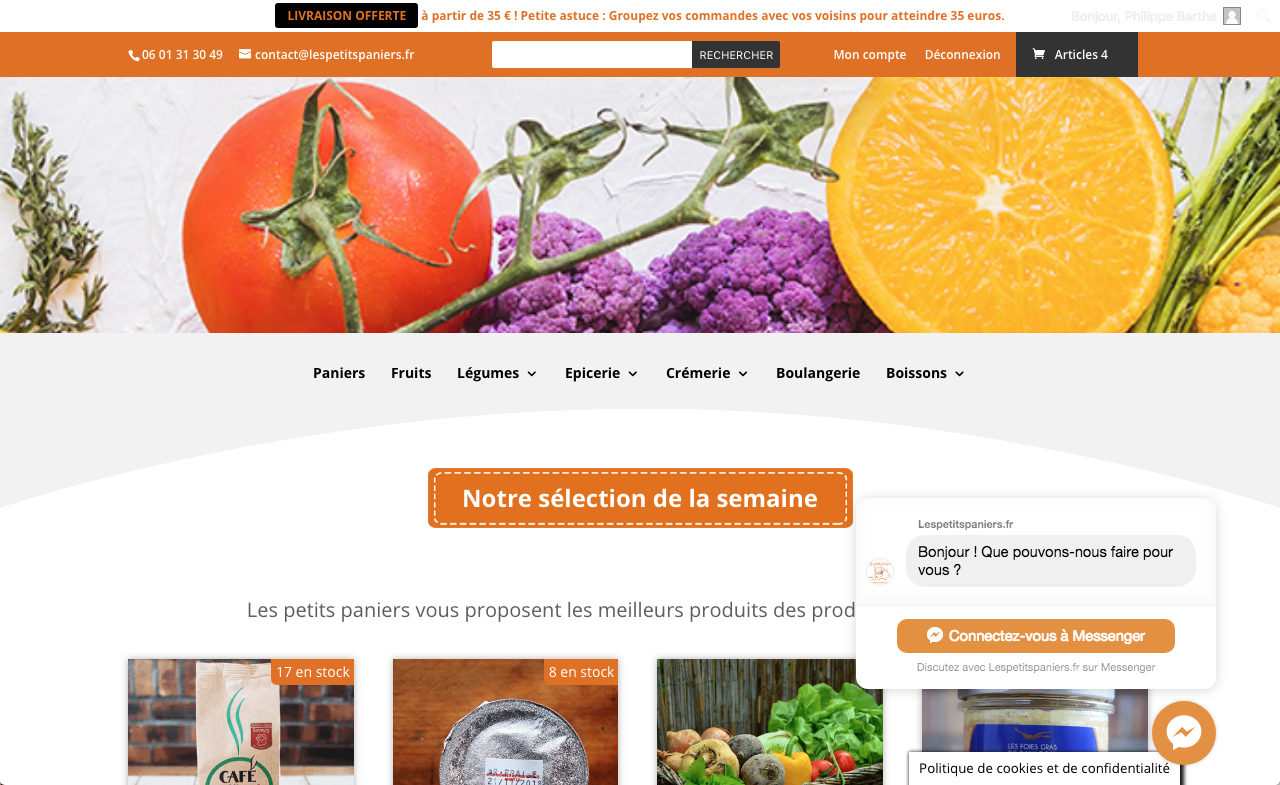 LIVRAISON OFFERTE à partir de 35 € ! Petite astuce : Groupez vos commandes avec vos voisins pour atteindre 35 euros.
Bonjour, Philippe Barthe
06 01 31 30 49
contact@lespetitspaniers.fr
RECHERCHER
Mon compte
Déconnexion
Articles 4
Paniers
Fruits
Légumes
Epicerie
Crémerie
Boulangerie
Boissons
Notre sélection de la semaine
Lespetitspaniers.fr
Bonjour ! Que pouvons-nous faire pour
vous ?
Les petits paniers vous proposent les meilleurs produits des prod
Connectez-vous à Messenger
Discutez avec Lespetitspaniers.fr sur Messenger
17 en stock
8 en stock
CAFÉ
LES FOIES GRAS
Politique de cookies et de confidentialité